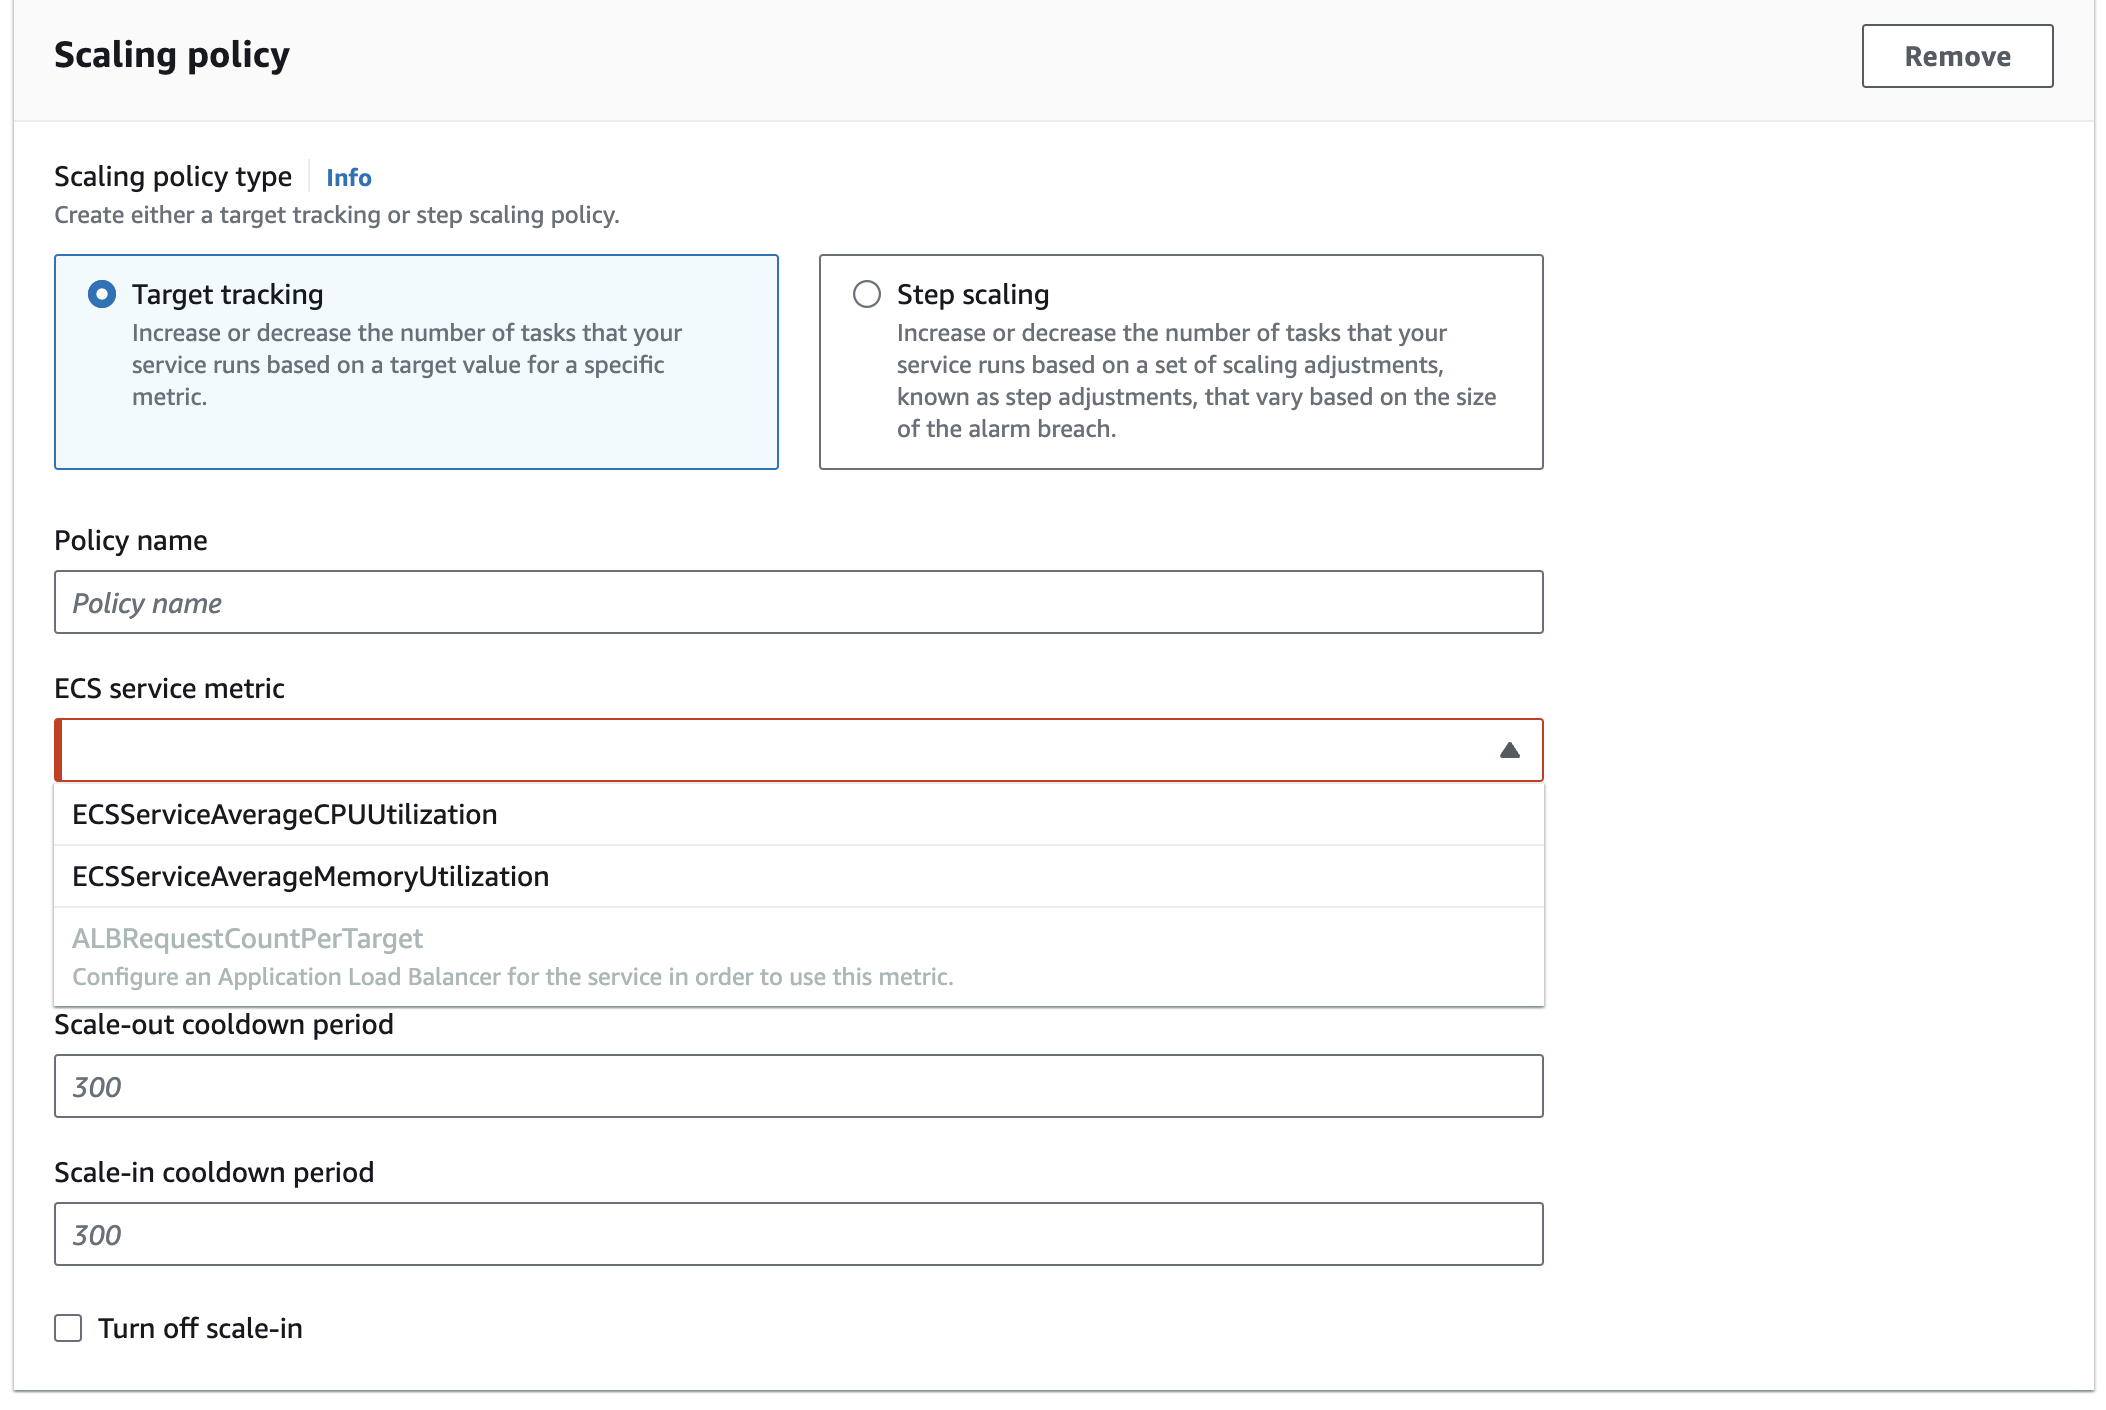 Scaling policy
Remove
Scaling policy type
Info
Create either a target tracking or step scaling policy.
Target tracking
Increase or decrease the number of tasks that your
service runs based on a target value for a specific
metric.
Step scaling
Increase or decrease the number of tasks that your
service runs based on a set of scaling adjustments,
known as step adjustments, that vary based on the size
of the alarm breach.
Policy name
Policy name
ECS service metric
ECSServiceAverageCPUUtilization
ECSServiceAverageMemoryUtilization
ALBRequestCountPerTarget
Configure an Application Load Balancer for the service in order to use this metric.
Scale-out cooldown period
300
Scale-in cooldown period
300
Turn off scale-in